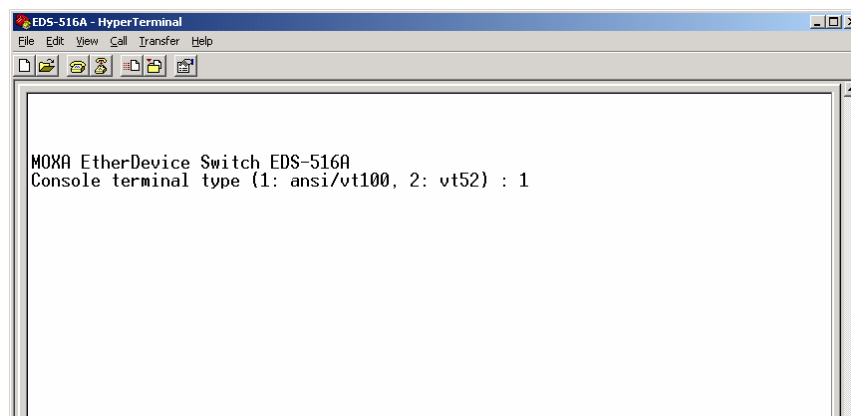 EDS-516A - HyperTerminal
File Edit View Call Transfer Help
MOXA EtherDevice Switch EDS-516A
Console terminal type (1: ansi/vt100, 2: vt52) : 1